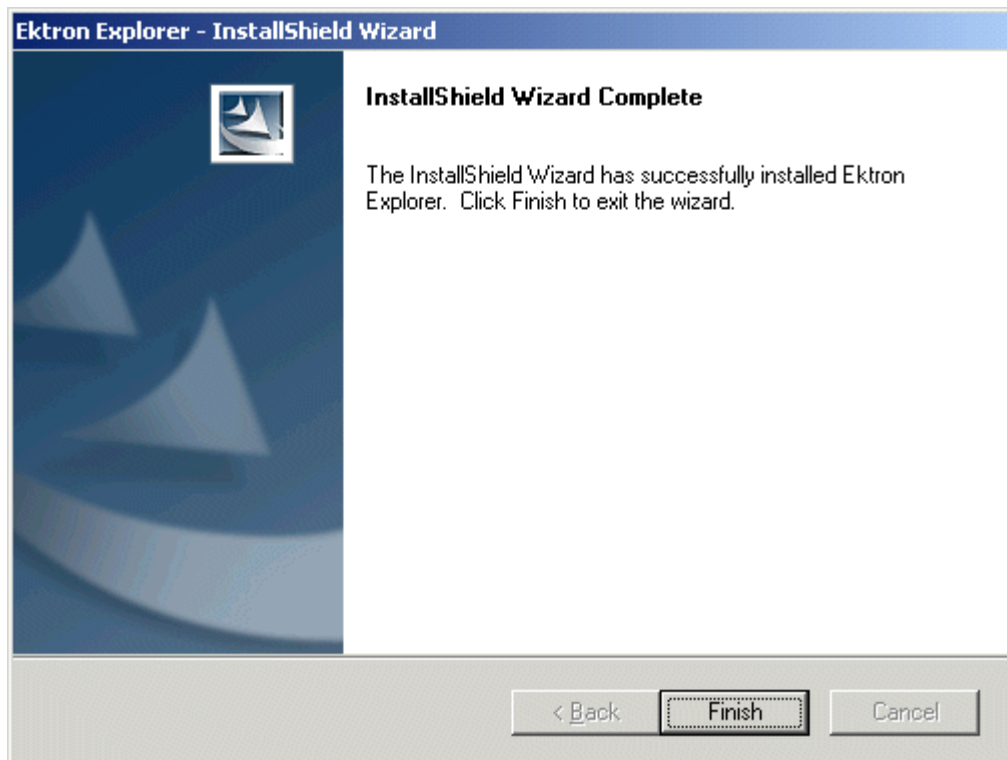 Ektron Explorer - InstallShield Wizard
InstallShield Wizard Complete
The InstallShield Wizard has successfully installed Ektron
Explorer.  Click Finish to exit the wizard.
< Back
Finish
Cancel